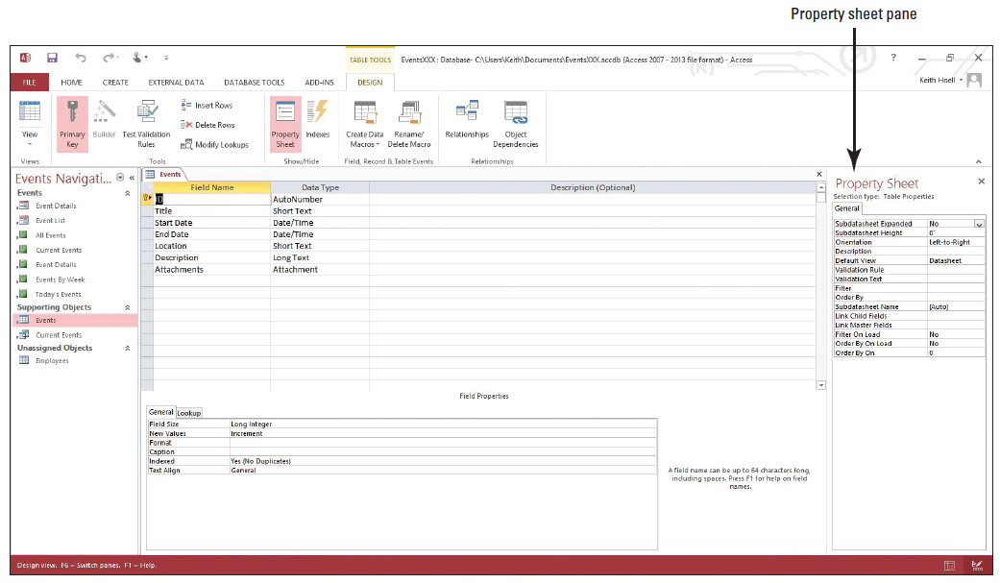 Property sheet pane
TABLE TOOLS EventsXXX : Database- C:\Users\Keith\Documents\EventsXXX.accdb (Access 2007 - 2013 file format) - Access
FILE HOME CREATE EXTERNAL DATA DATABASE TOOLS ADD-INS DESIGN Keith Hoell
View
Primary Key
Builder
Test Validation Rules
Insert Rows
Delete Rows
Modify Lookups
Property Sheet
Indexes
Create Data Macros
Rename/ Delete Macro
Relationships
Object Dependencies
Views Tools Show/Hide Field, Record & Table Events Relationships
Events Navigati...
Events
Event Details
Event List
All Events
Current Events
Event Details
Events By Week
Today's Events
Supporting Objects
Events
Current Events
Unassigned Objects
Employees
Events
Field Name Data Type Description (Optional)
ID AutoNumber
Title Short Text
Start Date Date/Time
End Date Date/Time
Location Short Text
Description Long Text
Attachments Attachment
Field Properties
General Lookup
Field Size Long Integer
New Values Increment
Format
Caption
Indexed Yes (No Duplicates)
Text Align General
A field name can be up to 64 characters long,
including spaces. Press F1 for help on field
names.
Property Sheet
Selection type: Table Properties
General
Subdatasheet Expanded No
Subdatasheet Height 0"
Orientation Left-to-Right
Description
Default View Datasheet
Validation Rule
Validation Text
Filter
Order By
Subdatasheet Name [Auto]
Link Child Fields
Link Master Fields
Filter On Load No
Order By On Load No
Order By On 0
Design view. F6 = Switch panes. F1 = Help.